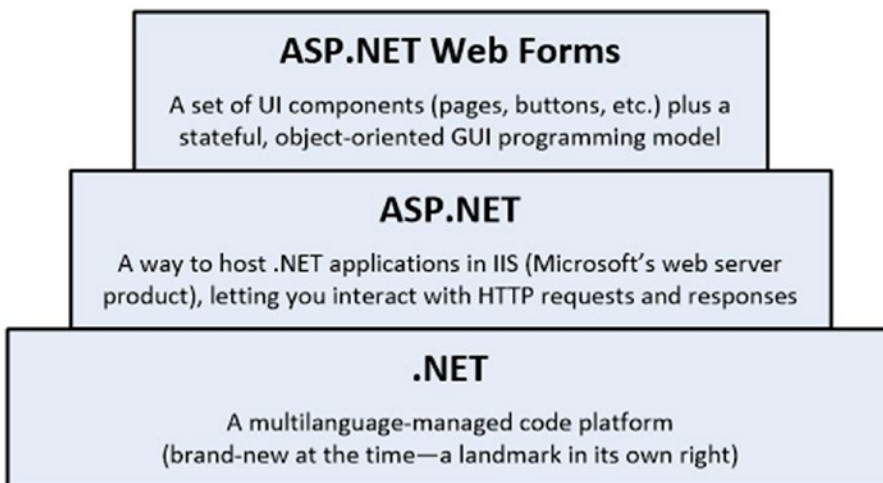 ASP.NET Web Forms
A set of UI components (pages, buttons, etc.) plus a
stateful, object-oriented GUI programming model
ASP.NET
A way to host .NET applications in IIS (Microsoft’s web server
product), letting you interact with HTTP requests and responses
.NET
A multilanguage-managed code platform
(brand-new at the time—a landmark in its own right)